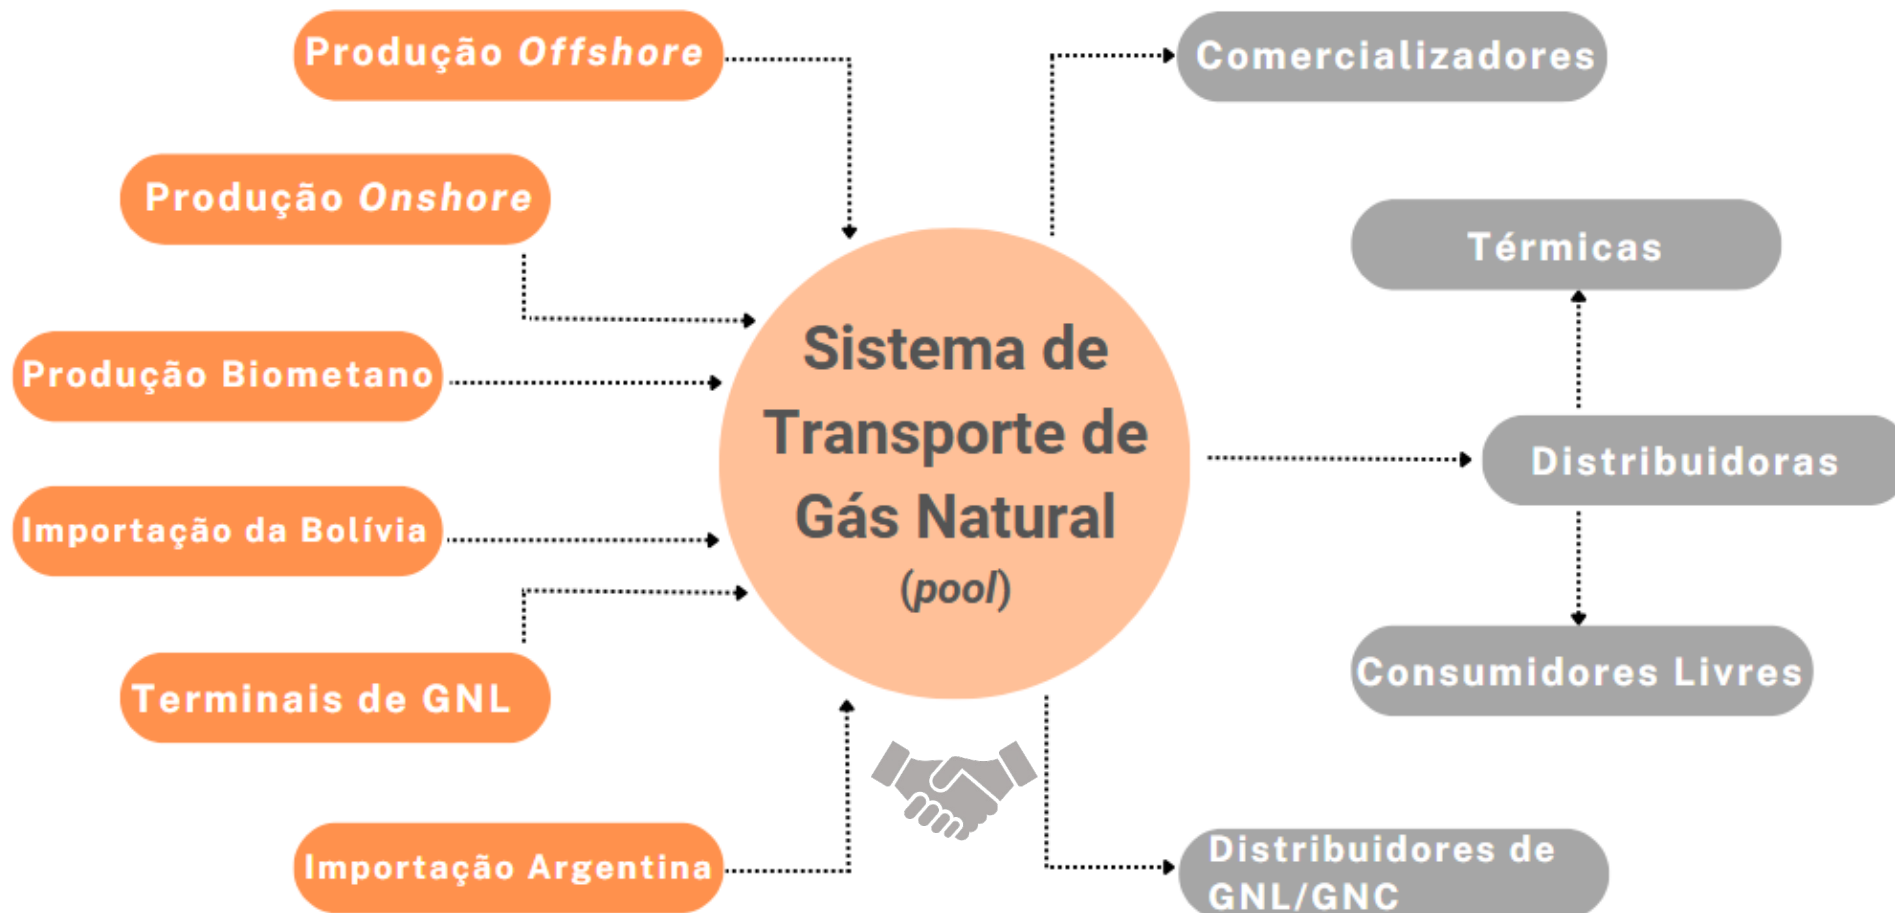 Produção Offshore
Produção Onshore
Produção Biometano
Importação da Bolívia
Terminais de GNL
Importação Argentina
Sistema de
Transporte de
Gás Natural
(pool)
Comercializadores
Térmicas
Distribuidoras
Consumidores Livres
Distribuidores de
GNL/GNC